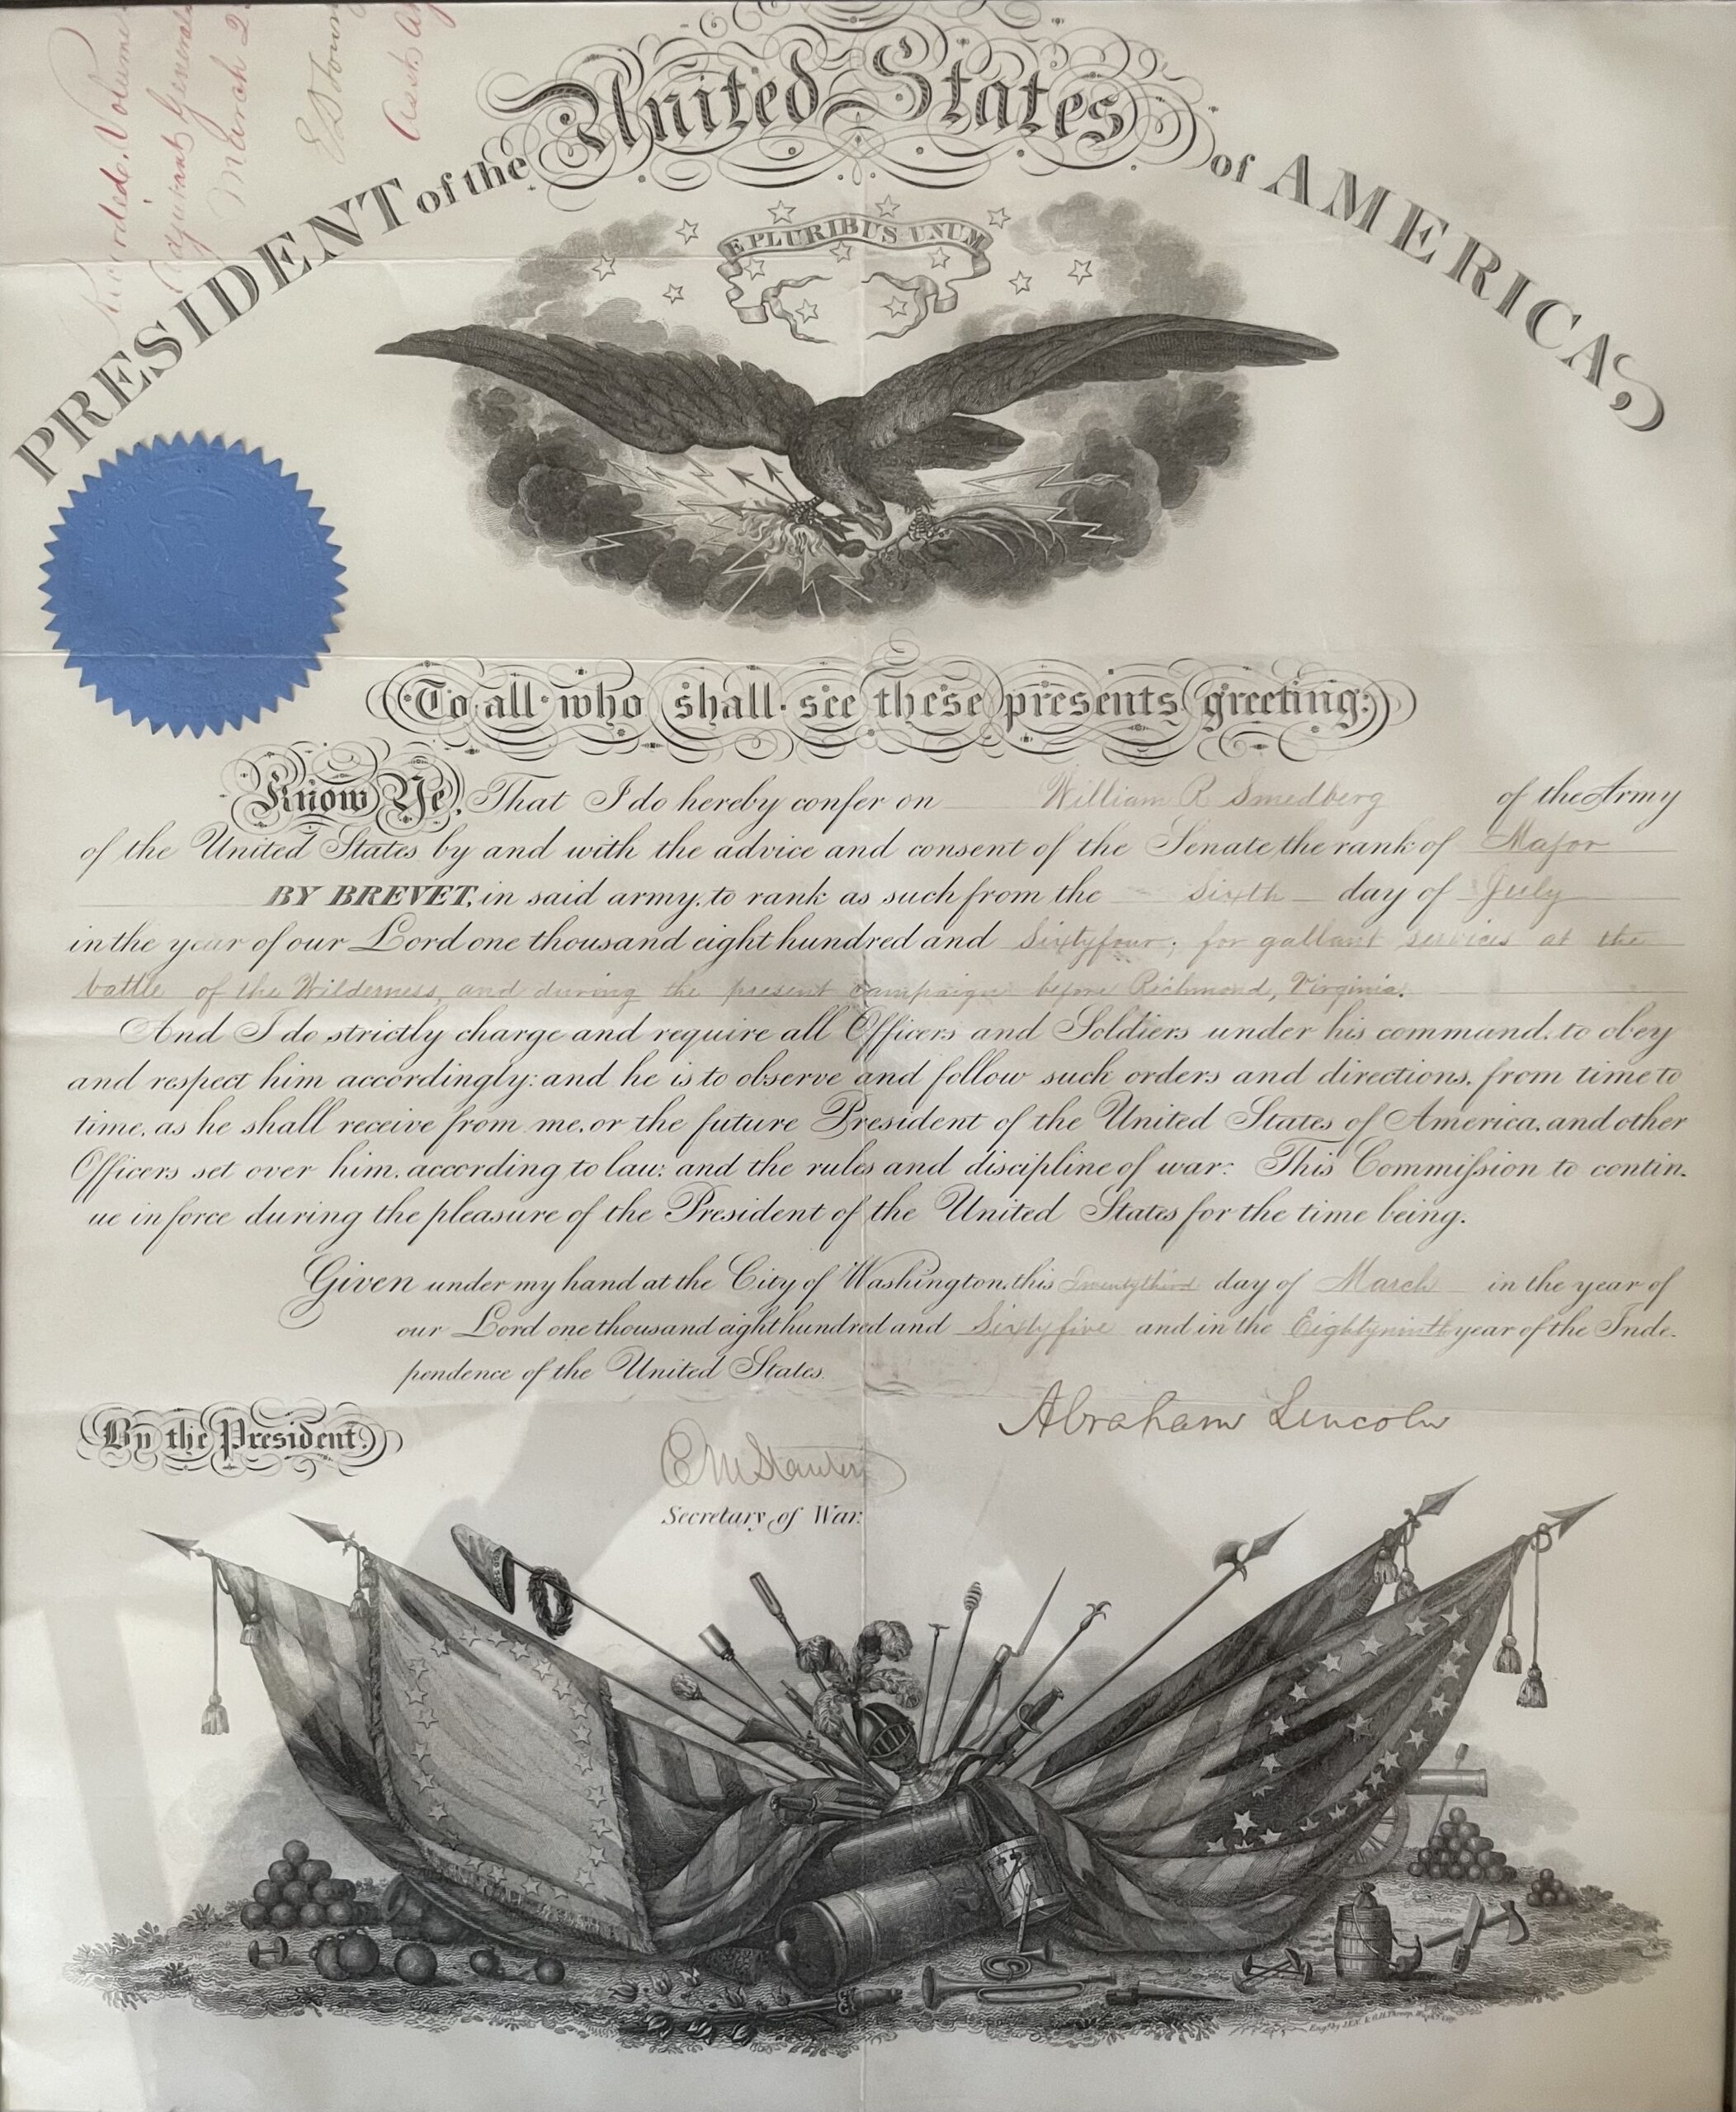 Recorded, Volume
Adjutant General
March 2
Asst A
PRESIDENT of the United States of AMERICA,
E PLURIBUS UNUM
To all who shall see these presents greeting:
Know Ye, That I do hereby confer on William R Smedberg of the Army
of the United States by and with the advice and consent of the Senate, the rank of Major
BY BREVET, in said army, to rank as such from the Sixth day of July
in the year of our Lord one thousand eight hundred and Sixtyfour, for gallant services at the
battle of the Wilderness, and during the present campaign before Richmond, Virginia.
And I do strictly charge and require all Officers and Soldiers under his command, to obey
and respect him accordingly: and he is to observe and follow such orders and directions, from time to
time, as he shall receive from me, or the future President of the United States of America, and other
Officers set over him, according to law: and the rules and discipline of war: This Commiſsion to contin-
ue in force during the pleasure of the President of the United States for the time being.
Given under my hand at the City of Washington, this Twentythird day of March in the year of
our Lord one thousand eight hundred and Sixtyfive and in the Eightyninth year of the Inde-
pendence of the United States.
Abraham Lincoln
By the President,
E M Stanton
Secretary of War.